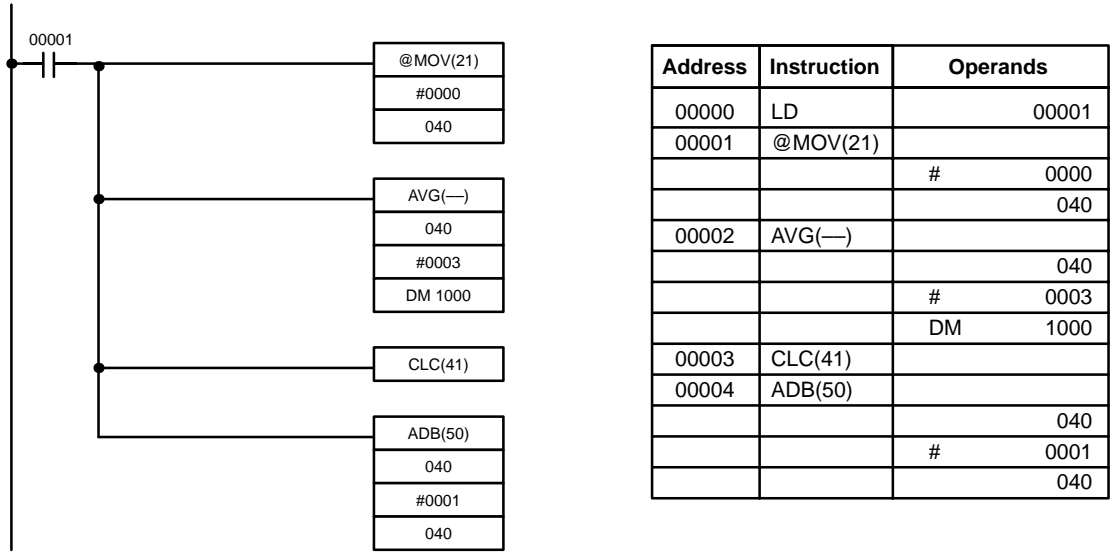 00001
@MOV(21)
#0000
040
AVG(––)
040
#0003
DM 1000
CLC(41)
ADB(50)
040
#0001
040
Address Instruction Operands
00000 LD 00001
00001 @MOV(21)
# 0000
040
00002 AVG(––)
040
# 0003
DM 1000
00003 CLC(41)
00004 ADB(50)
040
# 0001
040